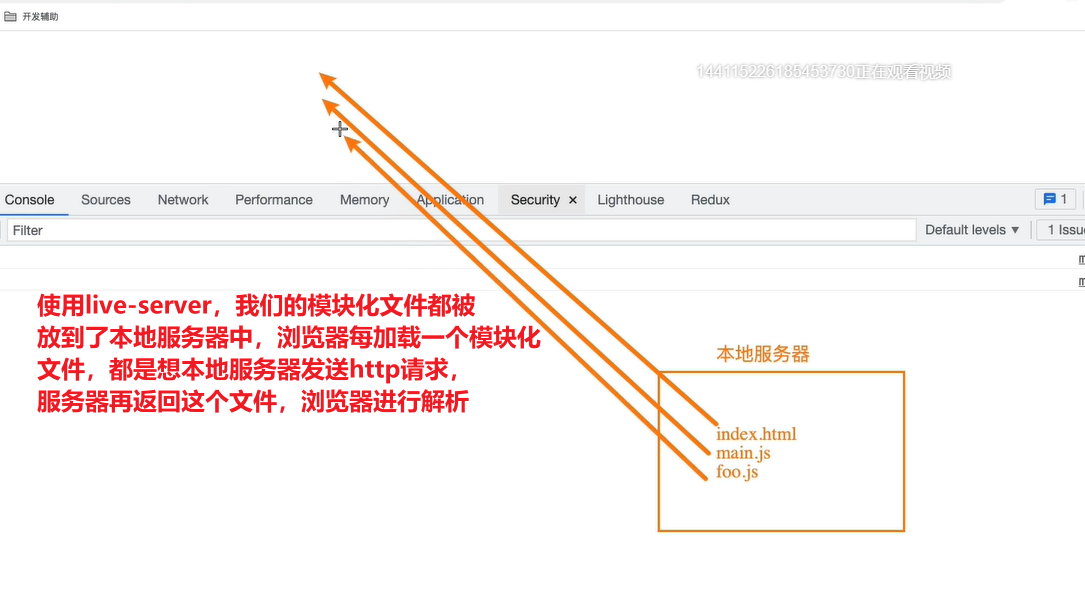 开发辅助
144115226185453730正在观看视频
Console Sources Network Performance Memory Application Security × Lighthouse Redux 1
Filter Default levels ▼ 1 Issu
m
m
使用live-server，我们的模块化文件都被
放到了本地服务器中，浏览器每加载一个模块化
文件，都是想本地服务器发送http请求，
服务器再返回这个文件，浏览器进行解析
本地服务器
index.html
main.js
foo.js